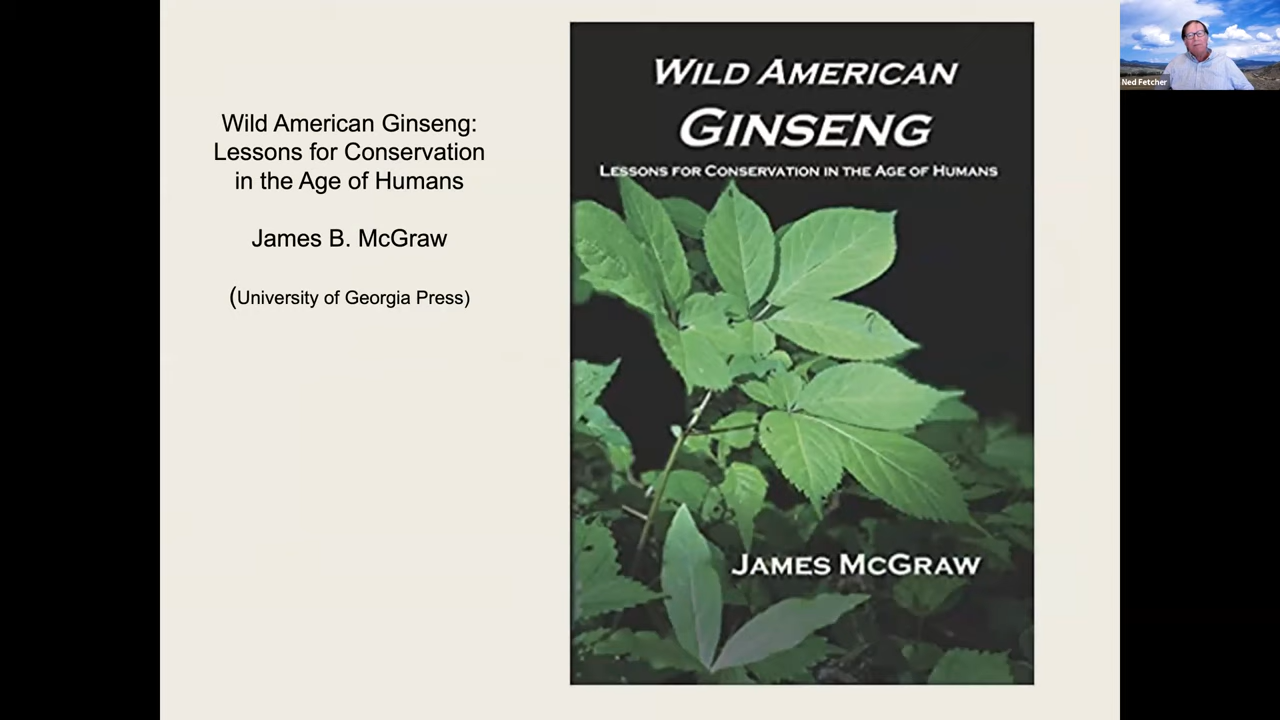 Wild American Ginseng:
Lessons for Conservation
in the Age of Humans
James B. McGraw
(University of Georgia Press)
WILD AMERICAN
GINSENG
LESSONS FOR CONSERVATION IN THE AGE OF HUMANS
JAMES MCGRAW
Ned Fetcher